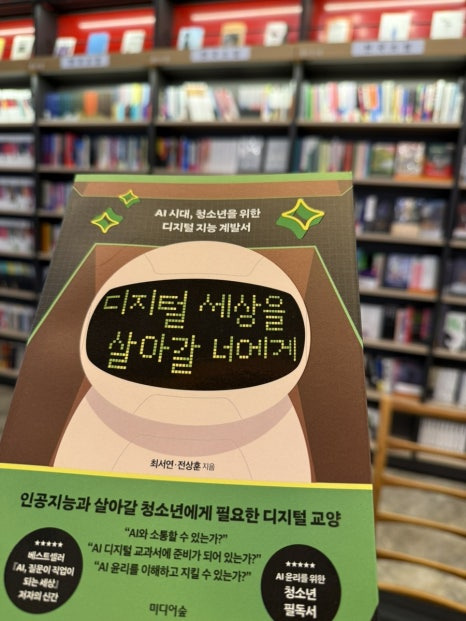 AI 시대, 청소년을 위한
디지털 지능 계발서
디지털 세상을
살아갈 너에게
최서연·전상훈 지음
인공지능과 살아갈 청소년에게 필요한 디지털 교양
“AI와 소통할 수 있는가?”
“AI 디지털 교과서에 준비가 되어 있는가?”
“AI 윤리를 이해하고 지킬 수 있는가?”
★★★★★
베스트셀러
『AI, 질문이 직업이
되는 세상』
저자의 신간
★★★★★
AI 윤리를 위한
청소년
필독서
미디어숲